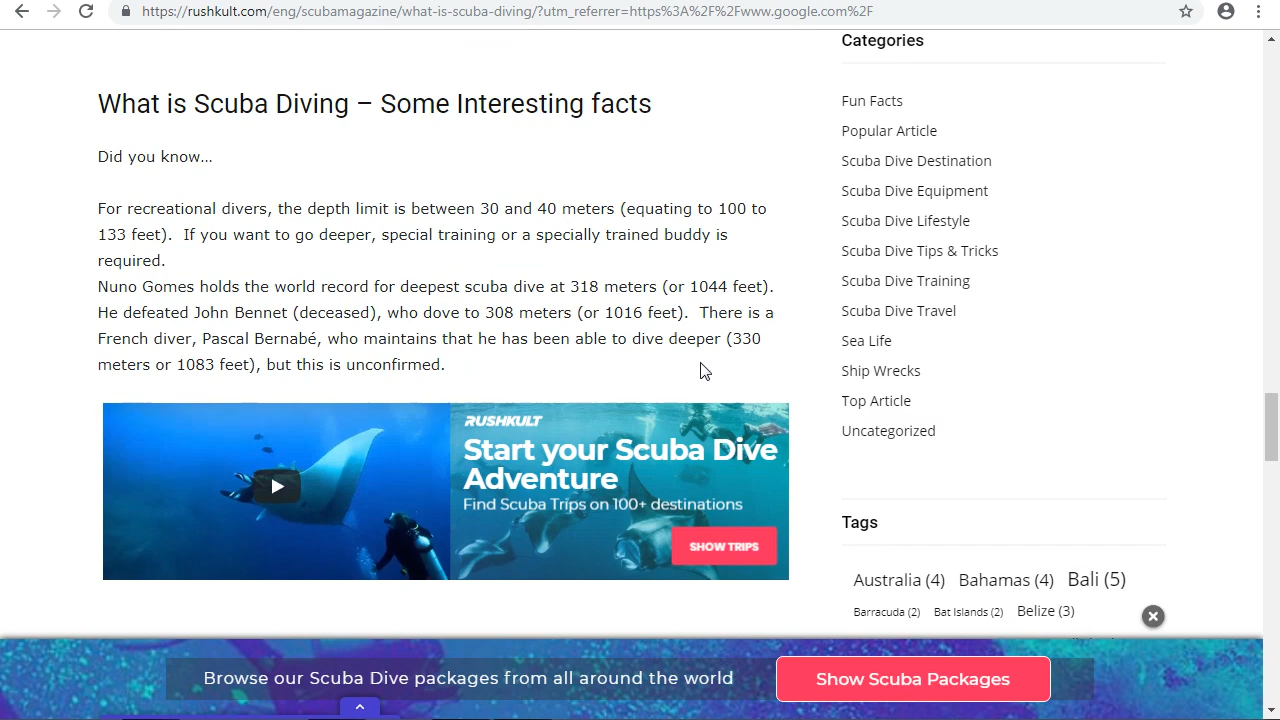 https://rushkult.com/eng/scubamagazine/what-is-scuba-diving/?utm_referrer=https%3A%2F%2Fwww.google.com%2F
What is Scuba Diving – Some Interesting facts
Did you know…
For recreational divers, the depth limit is between 30 and 40 meters (equating to 100 to
133 feet).  If you want to go deeper, special training or a specially trained buddy is
required.
Nuno Gomes holds the world record for deepest scuba dive at 318 meters (or 1044 feet).
He defeated John Bennet (deceased), who dove to 308 meters (or 1016 feet).  There is a
French diver, Pascal Bernabé, who maintains that he has been able to dive deeper (330
meters or 1083 feet), but this is unconfirmed.
RUSHKULT
Start your Scuba Dive
Adventure
Find Scuba Trips on 100+ destinations
SHOW TRIPS
Categories
Fun Facts
Popular Article
Scuba Dive Destination
Scuba Dive Equipment
Scuba Dive Lifestyle
Scuba Dive Tips & Tricks
Scuba Dive Training
Scuba Dive Travel
Sea Life
Ship Wrecks
Top Article
Uncategorized
Tags
Australia (4) Bahamas (4) Bali (5)
Barracuda (2) Bat Islands (2) Belize (3)
Browse our Scuba Dive packages from all around the world
Show Scuba Packages